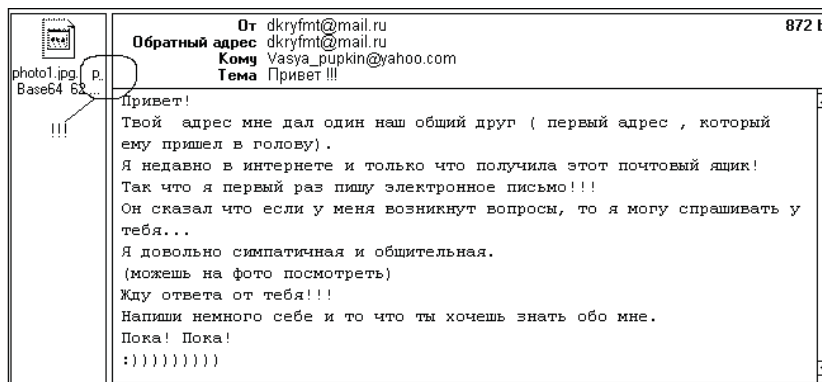 От dkryfmt@mail.ru
872 b
Обратный адрес dkryfmt@mail.ru
Кому Vasya_pupkin@yahoo.com
Тема Привет !!!
photo1.jpg. p_
Base64 62 ...
!!!
Привет!
Твой адрес мне дал один наш общий друг ( первый адрес , который
ему пришел в голову).
Я недавно в интернете и только что получила этот почтовый ящик!
Так что я первый раз пишу электронное письмо!!!
Он сказал что если у меня возникнут вопросы, то я могу спрашивать у
тебя...
Я довольно симпатичная и общительная.
(можешь на фото посмотреть)
Жду ответа от тебя!!!
Напиши немного себе и то что ты хочешь знать обо мне.
Пока! Пока!
:)))))))))